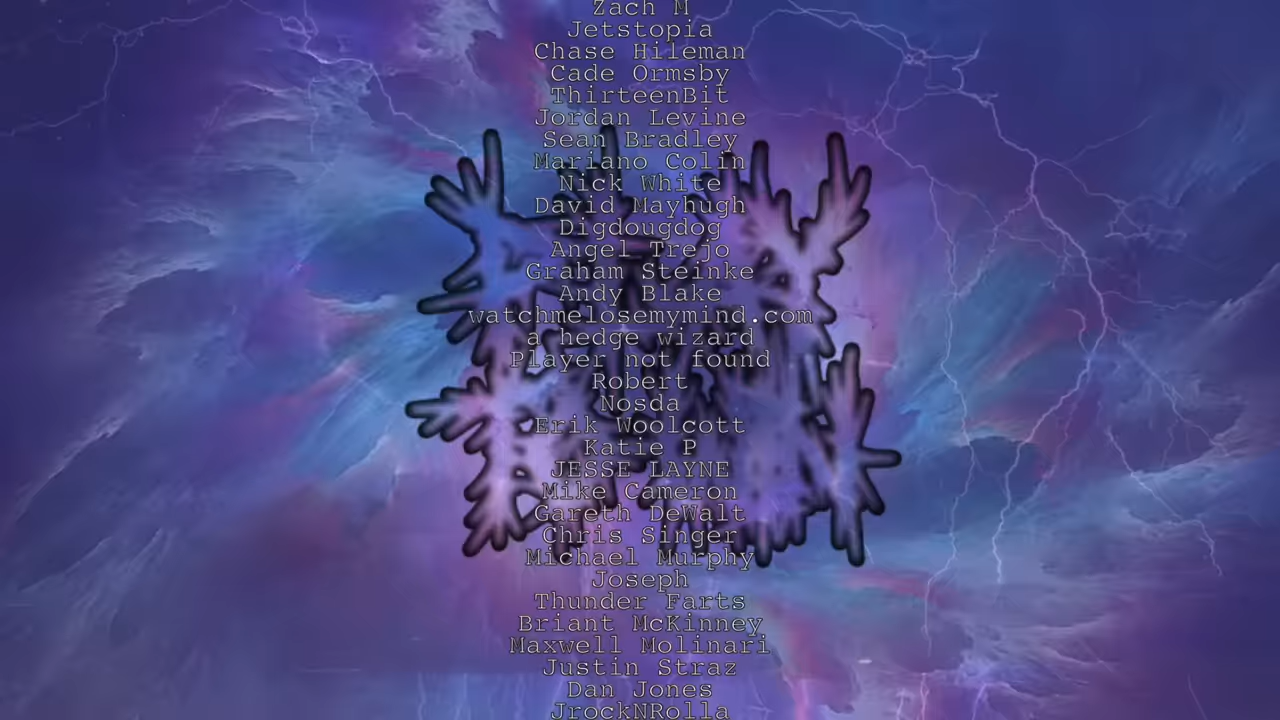 Zach M
Jetstopia
Chase Hileman
Cade Ormsby
ThirteenBit
Jordan Levine
Sean Bradley
Mariano Colin
Nick White
David Mayhugh
Digdougdog
Angel Trejo
Graham Steinke
Andy Blake
watchmelosemymind.com
a hedge wizard
Player not found
Robert
Nosda
Erik Woolcott
Katie P
JESSE LAYNE
Mike Cameron
Gareth DeWalt
Chris Singer
Michael Murphy
Joseph
Thunder Farts
Briant McKinney
Maxwell Molinari
Justin Straz
Dan Jones
JrockNRolla